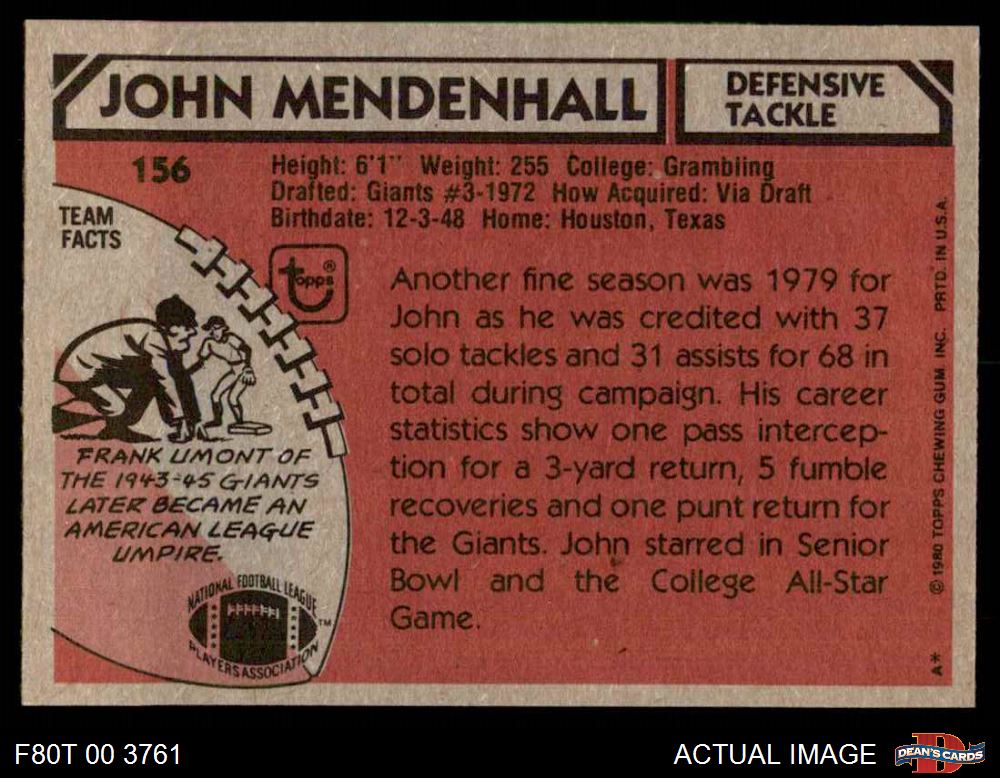 JOHN MENDENHALL
DEFENSIVE
TACKLE
156
Height: 6'1" Weight: 255 College: Grambling
Drafted: Giants #3-1972 How Acquired: Via Draft
Birthdate: 12-3-48 Home: Houston, Texas
TEAM
FACTS
topps®
Another fine season was 1979 for
John as he was credited with 37
solo tackles and 31 assists for 68 in
total during campaign. His career
statistics show one pass intercep-
tion for a 3-yard return, 5 fumble
recoveries and one punt return for
the Giants. John starred in Senior
Bowl and the College All-Star
Game.
FRANK UMONT OF
THE 1943-45 GIANTS
LATER BECAME AN
AMERICAN LEAGUE
UMPIRE.
NATIONAL FOOTBALL LEAGUE
PLAYERS ASSOCIATION
TM
A* © 1980 TOPPS CHEWING GUM INC. PRTD. IN U.S.A.
F80T 00 3761
ACTUAL IMAGE
DEAN'S CARDS